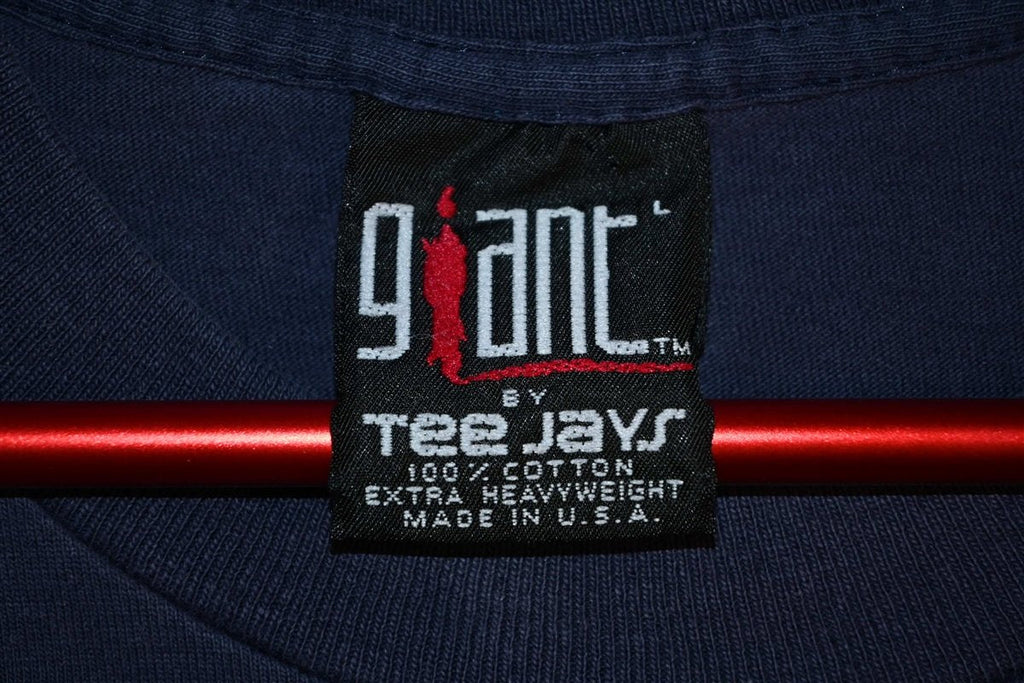 giant L
TM
BY
Tee Jays
100% COTTON
EXTRA HEAVYWEIGHT
MADE IN U.S.A.